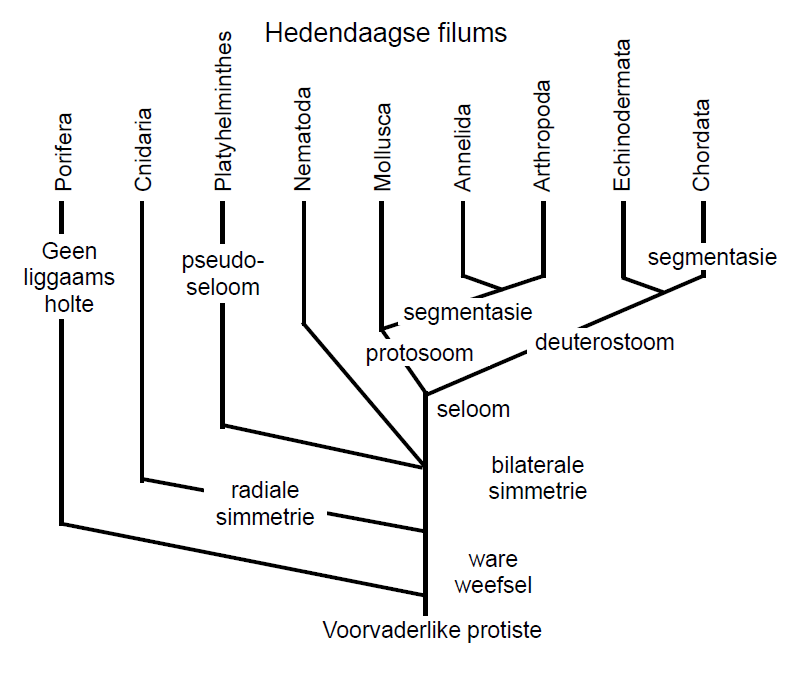 Hedendaagse filums
Porifera
Cnidaria
Platyhelminthes
Nematoda
Mollusca
Annelida
Arthropoda
Echinodermata
Chordata
Geen
liggaams
holte
pseudo-
seloom
segmentasie
segmentasie
protosoom
deuterostoom
seloom
bilaterale
simmetrie
radiale
simmetrie
ware
weefsel
Voorvaderlike protiste